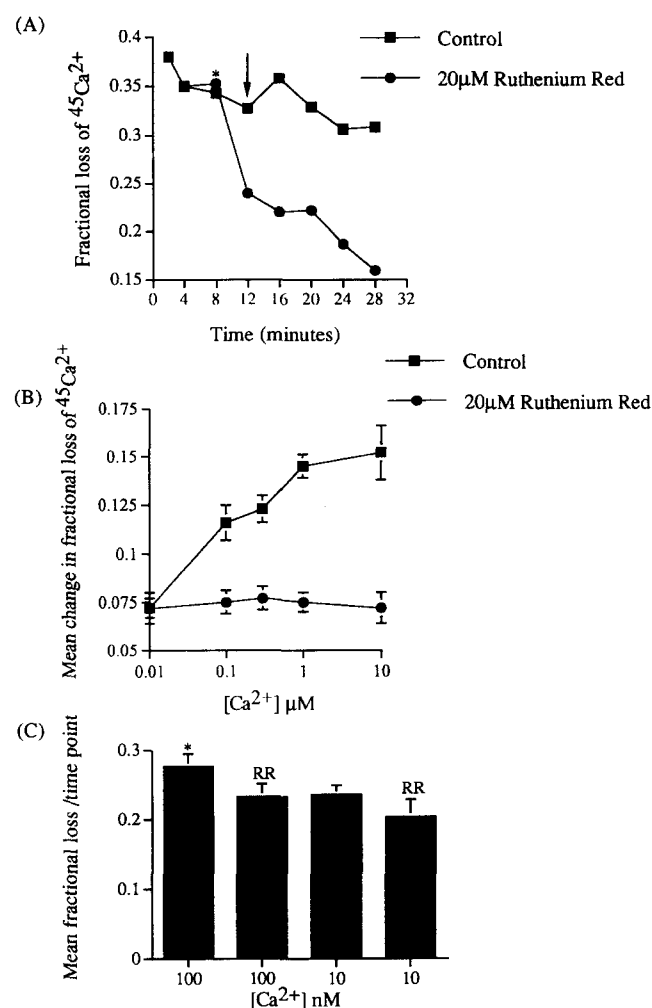 (A)
Control
20µM Ruthenium Red
Fractional loss of 45Ca2+
0.4
0.35
0.3
0.25
0.2
0.15
*
0 4 8 12 16 20 24 28 32
Time (minutes)
(B)
Control
20µM Ruthenium Red
Mean change in fractional loss of 45Ca2+
0.175
0.15
0.125
0.1
0.075
0.05
0.01 0.1 1 10
[Ca2+] µM
(C)
Mean fractional loss /time point
0.3
0.2
0.1
0
* RR RR
100 100 10 10
[Ca2+] nM